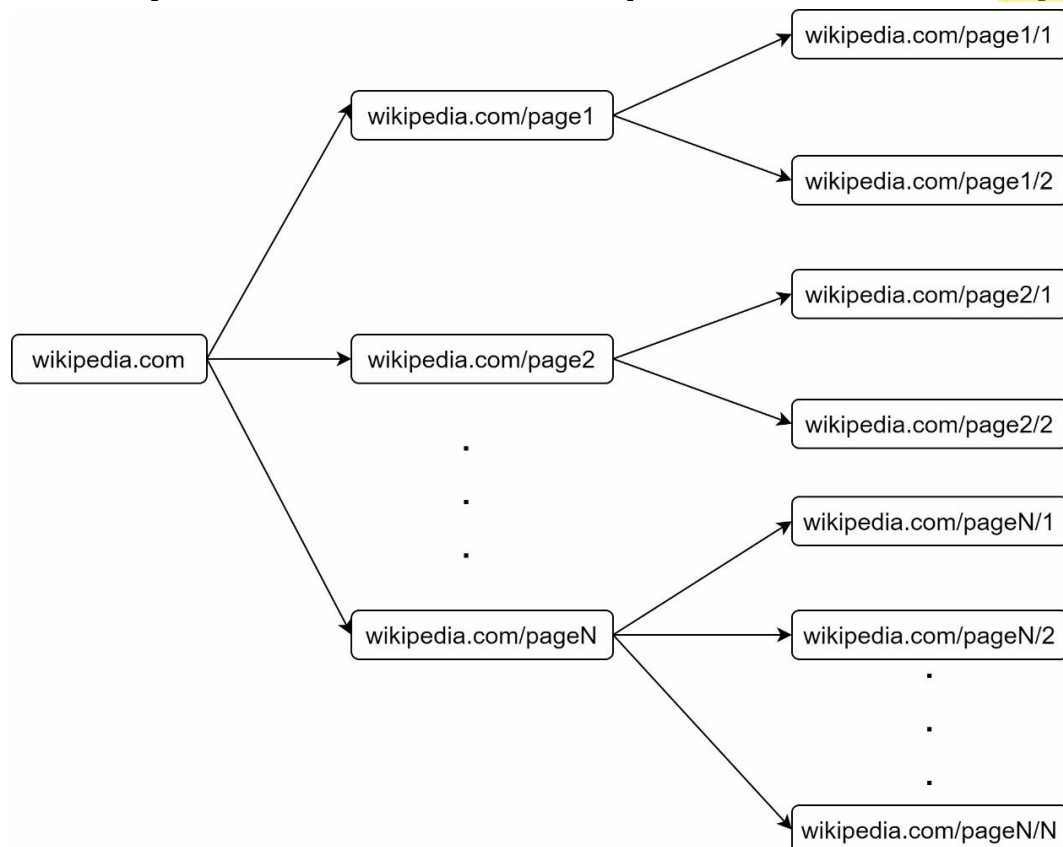 wikipedia.com/page1/1
wikipedia.com/page1
wikipedia.com/page1/2
wikipedia.com/page2/1
wikipedia.com
wikipedia.com/page2
wikipedia.com/page2/2
wikipedia.com/pageN/1
wikipedia.com/pageN
wikipedia.com/pageN/2
wikipedia.com/pageN/N